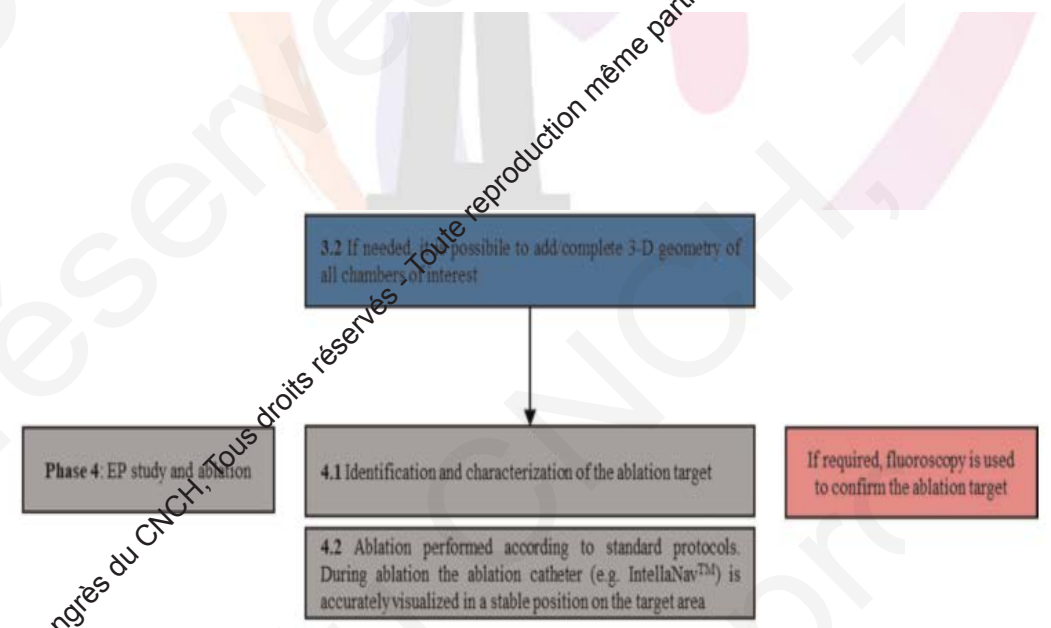 3.2 If needed, it possibile to add/complete 3-D geometry of
all chambers of interest
Phase 4: EP study and ablation
4.1 Identification and characterization of the ablation target
If required, fluoroscopy is used
to confirm the ablation target
4.2 Ablation performed according to standard protocols.
During ablation the ablation catheter (e.g. IntellaNav™) is
accurately visualized in a stable position on the target area
ngrès du CNCH, Tous droits réservés - Toute reproduction même parti